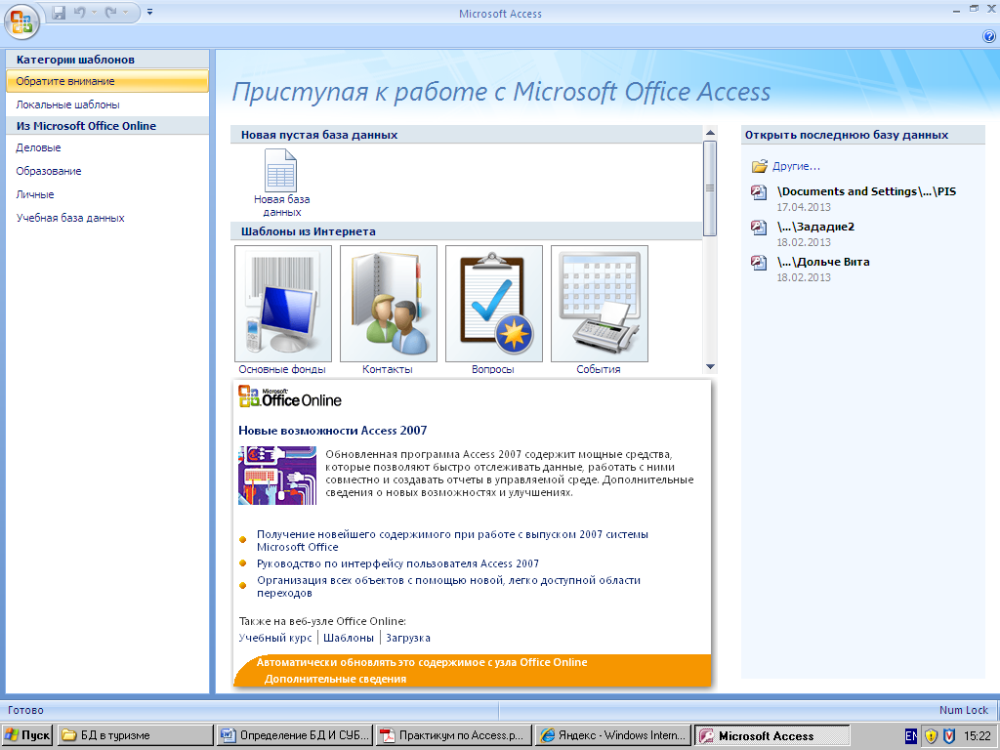 Microsoft Access
Категории шаблонов
Обратите внимание
Локальные шаблоны
Из Microsoft Office Online
Деловые
Образование
Личные
Учебная база данных
Приступая к работе с Microsoft Office Access
Новая пустая база данных
Новая база
данных
Шаблоны из Интернета
Основные фонды
Контакты
Вопросы
События
Microsoft
Office Online
Новые возможности Access 2007
Обновленная программа Access 2007 содержит мощные средства,
которые позволяют быстро отслеживать данные, работать с ними
совместно и создавать отчеты в управляемой среде. Дополнительные
сведения о новых возможностях и улучшениях.
Получение новейшего содержимого при работе с выпуском 2007 системы
Microsoft Office
Руководство по интерфейсу пользователя Access 2007
Организация всех объектов с помощью новой, легко доступной области
переходов
Также на веб-узле Office Online:
Учебный курс | Шаблоны | Загрузка
Автоматически обновлять это содержимое с узла Office Online
Дополнительные сведения
Открыть последнюю базу данных
Другие...
\Documents and Settings\...\PIS
17.04.2013
\...\Зададие2
18.02.2013
\...\Дольче Вита
18.02.2013
Готово
Num Lock
Пуск
БД в туризме
Определение БД И СУБ...
Практикум по Access.p...
Яндекс - Windows Intern...
Microsoft Access
EN
15:22